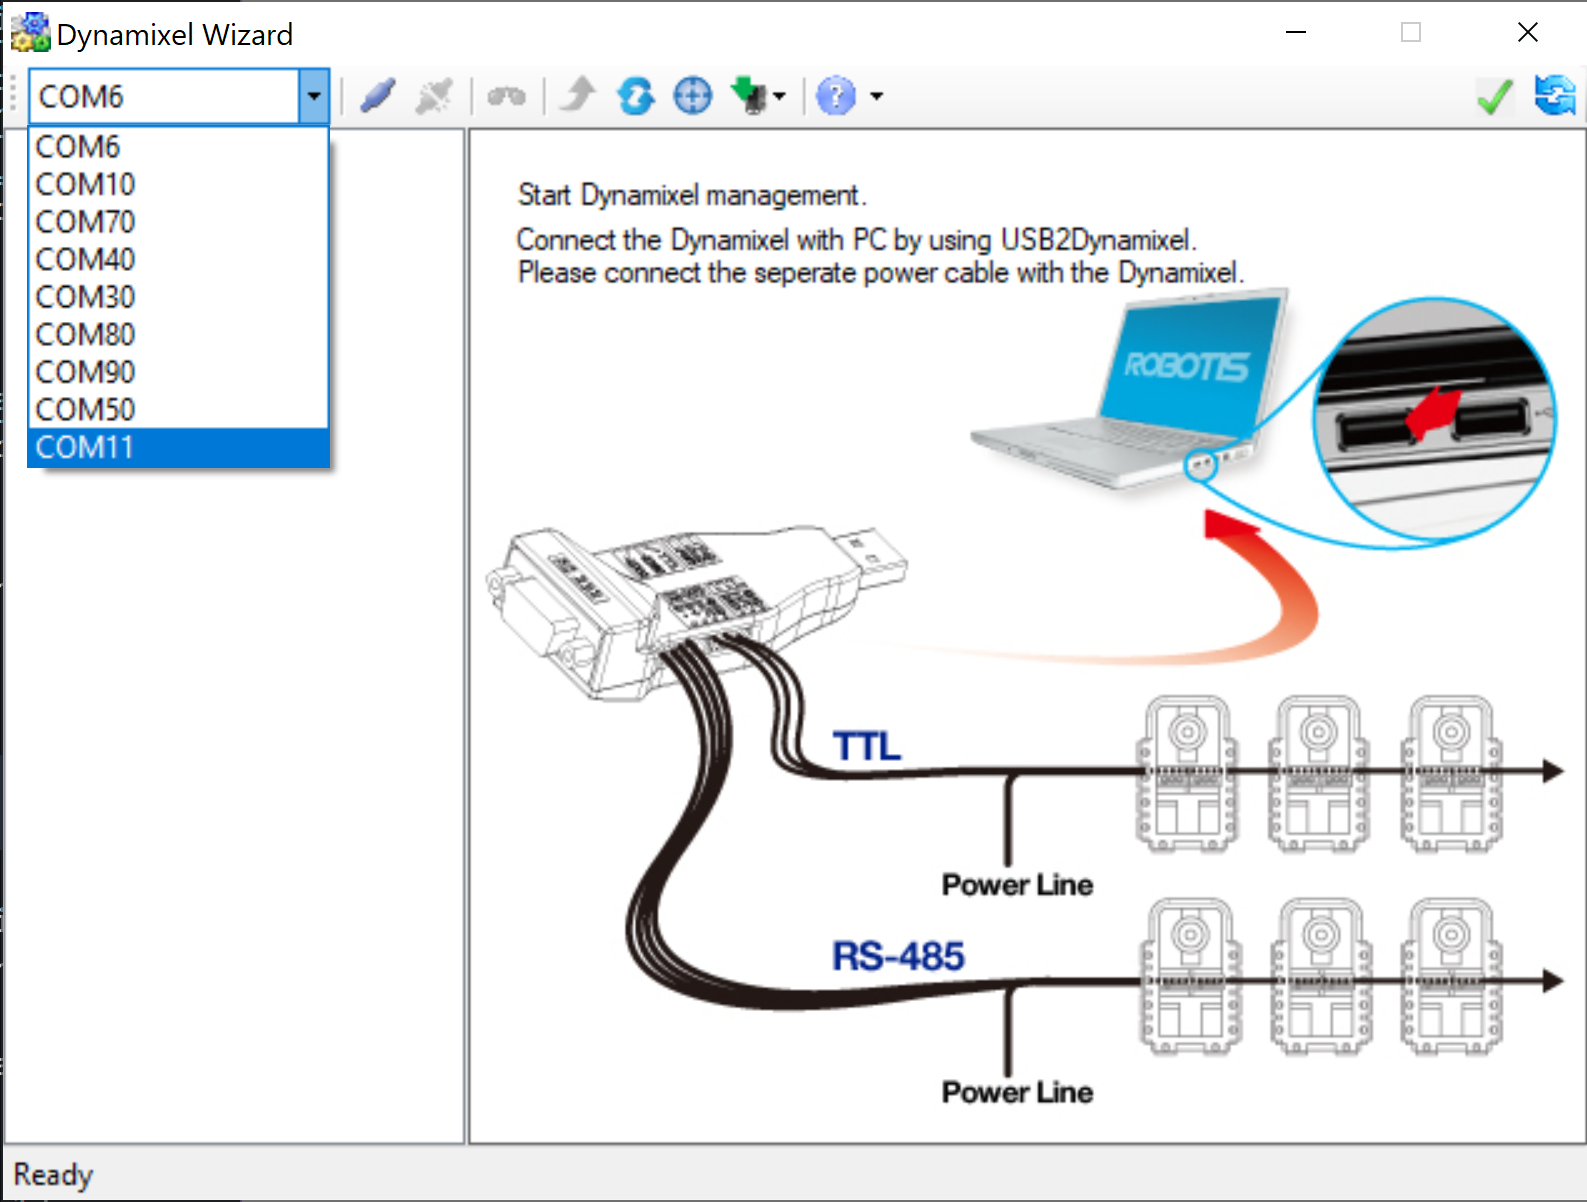 Dynamixel Wizard
COM6
COM6
COM10
COM70
COM40
COM30
COM80
COM90
COM50
COM11
Start Dynamixel management.
Connect the Dynamixel with PC by using USB2Dynamixel.
Please connect the seperate power cable with the Dynamixel.
ROBOTIS
TTL
Power Line
RS-485
Power Line
Ready